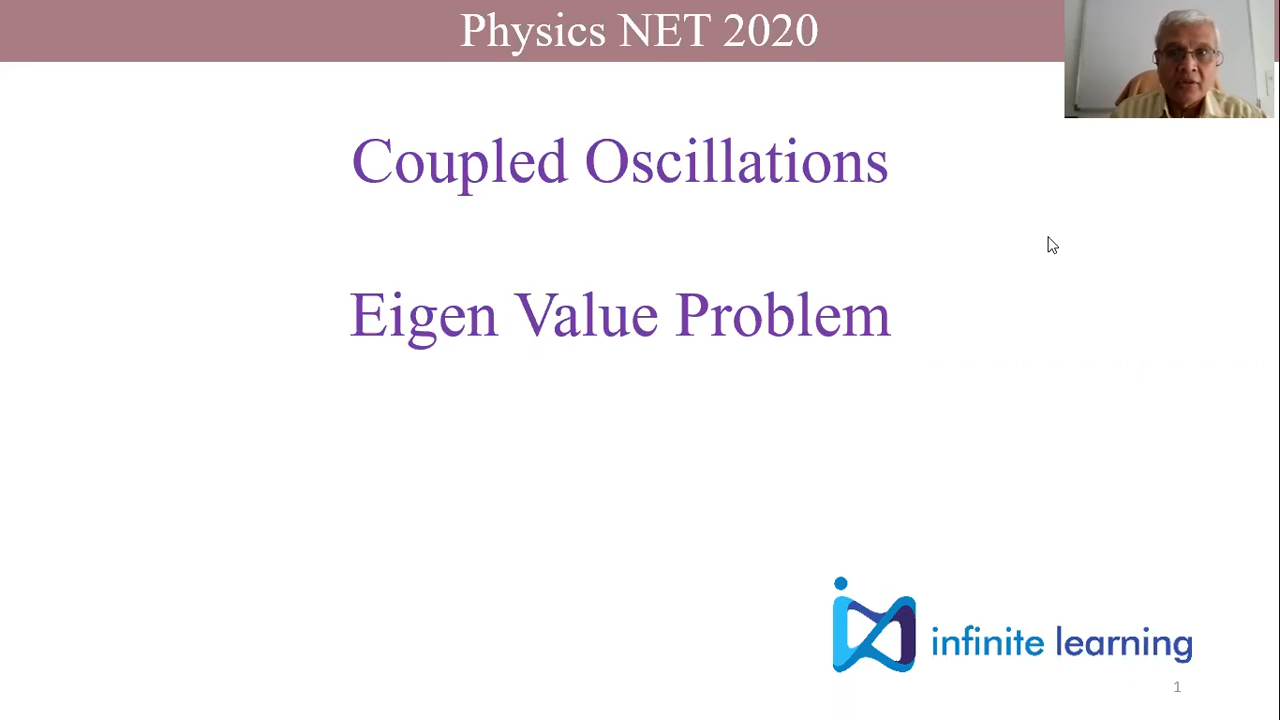 Physics NET 2020
Coupled Oscillations
Eigen Value Problem
infinite learning
1